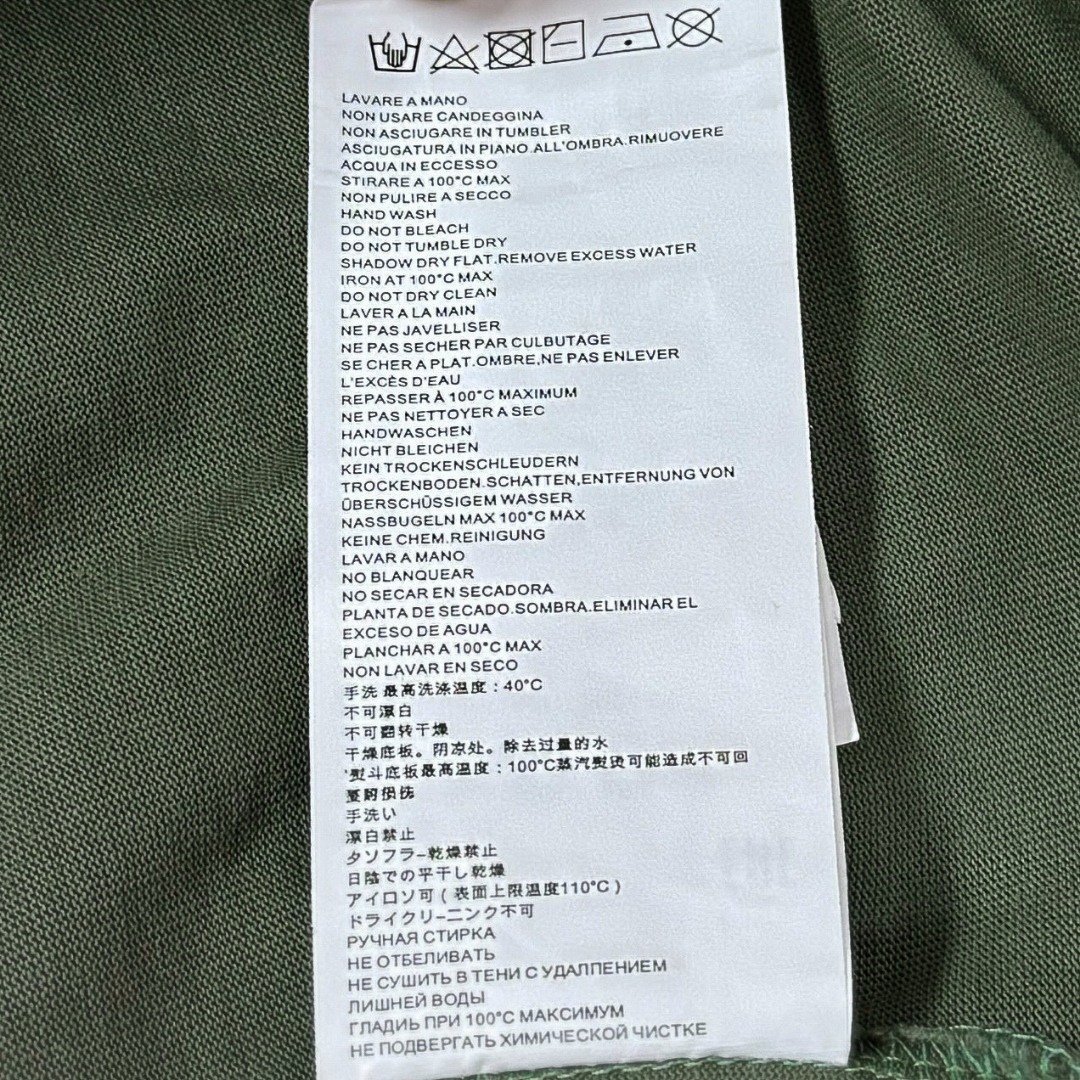 LAVARE A MANO
NON USARE CANDEGGINA
NON ASCIUGARE IN TUMBLER
ASCIUGATURA IN PIANO.ALL'OMBRA.RIMUOVERE
ACQUA IN ECCESSO
STIRARE A 100°C MAX
NON PULIRE A SECCO
HAND WASH
DO NOT BLEACH
DO NOT TUMBLE DRY
SHADOW DRY FLAT.REMOVE EXCESS WATER
IRON AT 100°C MAX
DO NOT DRY CLEAN
LAVER A LA MAIN
NE PAS JAVELLISER
NE PAS SECHER PAR CULBUTAGE
SE CHER A PLAT.OMBRE,NE PAS ENLEVER
L'EXCÈS D'EAU
REPASSER À 100°C MAXIMUM
NE PAS NETTOYER A SEC
HANDWASCHEN
NICHT BLEICHEN
KEIN TROCKENSCHLEUDERN
TROCKENBODEN.SCHATTEN,ENTFERNUNG VON
ÜBERSCHÜSSIGEM WASSER
NASSBUGELN MAX 100°C MAX
KEINE CHEM.REINIGUNG
LAVAR A MANO
NO BLANQUEAR
NO SECAR EN SECADORA
PLANTA DE SECADO.SOMBRA.ELIMINAR EL
EXCESO DE AGUA
PLANCHAR A 100°C MAX
NON LAVAR EN SECO
手洗 最高洗涤温度：40°C
不可漂白
不可翻转干燥
干燥底板。阴凉处。除去过量的水
熨斗底板最高温度：100°C蒸汽熨烫可能造成不可回
手洗い
漂白禁止
タソフラ–乾燥禁止
日陰での平干し乾燥
アイロソ可 ( 表面上限温度110°C )
ドライクリ–ニンク不可
РУЧНАЯ СТИРКА
НЕ ОТБЕЛИВАТЬ
НЕ СУШИТЬ В ТЕНИ С УДАЛПЕНИЕМ
ЛИШНЕЙ ВОДЫ
ГЛАДИЬ ПРИ 100°C МАКСИМУМ
НЕ ПОДВЕРГАТЬ ХИМИЧЕСКОЙ ЧИСТКЕ